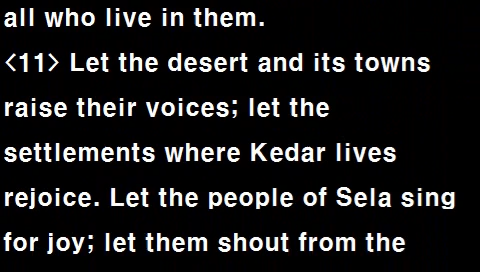 all who live in them.
<11> Let the desert and its towns
raise their voices; let the
settlements where Kedar lives
rejoice. Let the people of Sela sing
for joy; let them shout from the